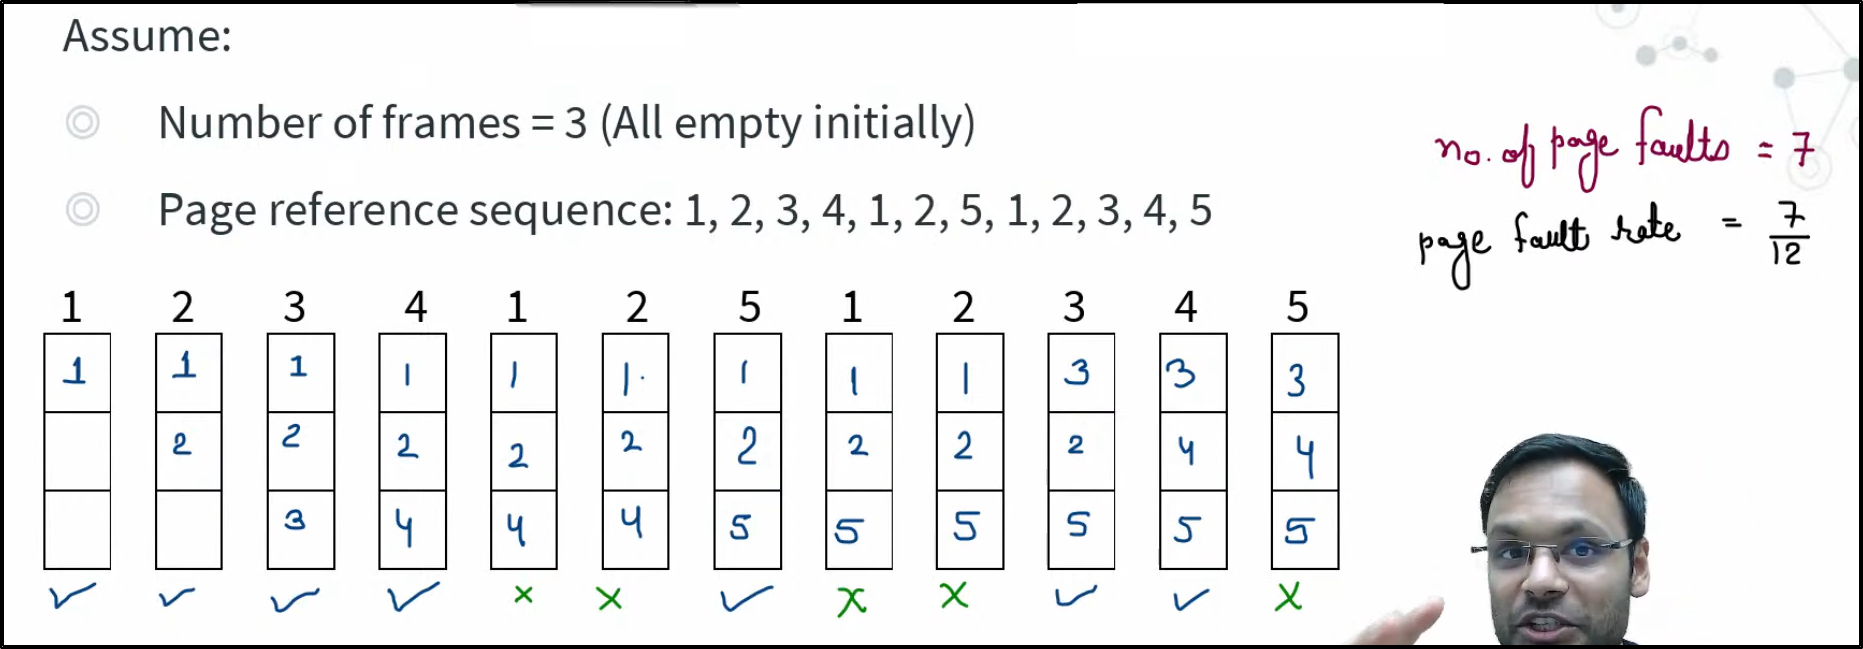 Assume:
Number of frames = 3 (All empty initially)
no. of page faults = 7
Page reference sequence: 1, 2, 3, 4, 1, 2, 5, 1, 2, 3, 4, 5
page fault rate = 7/12
1 2 3 4 1 2 5 1 2 3 4 5
1 1 1 1 1 1 1 1 1 3 3 3
2 2 2 2 2 2 2 2 2 4 4
3 4 4 4 5 5 5 5 5 5
✓ ✓ ✓ ✓ × × ✓ × × ✓ ✓ ×